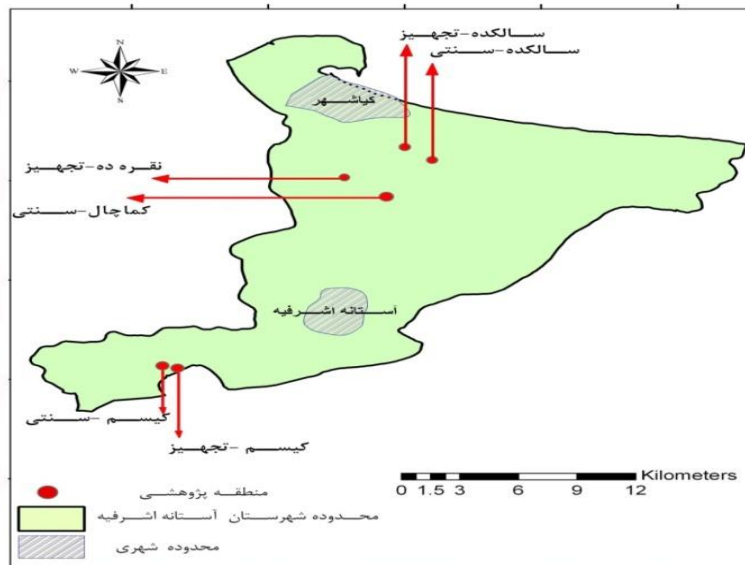 سالکده-تجهیز
سالکده-سنتی
N
W E
S
کیاشهر
نقره ده-تجهیز
کماچال-سنتی
آستانه اشرفیه
کیسم -سنتی
کیسم -تجهیز
Kilometers
0 1.5 3 6 9 12
منطقه پژوهشی
محدوده شهرستان آستانه اشرفیه
محدوده شهری